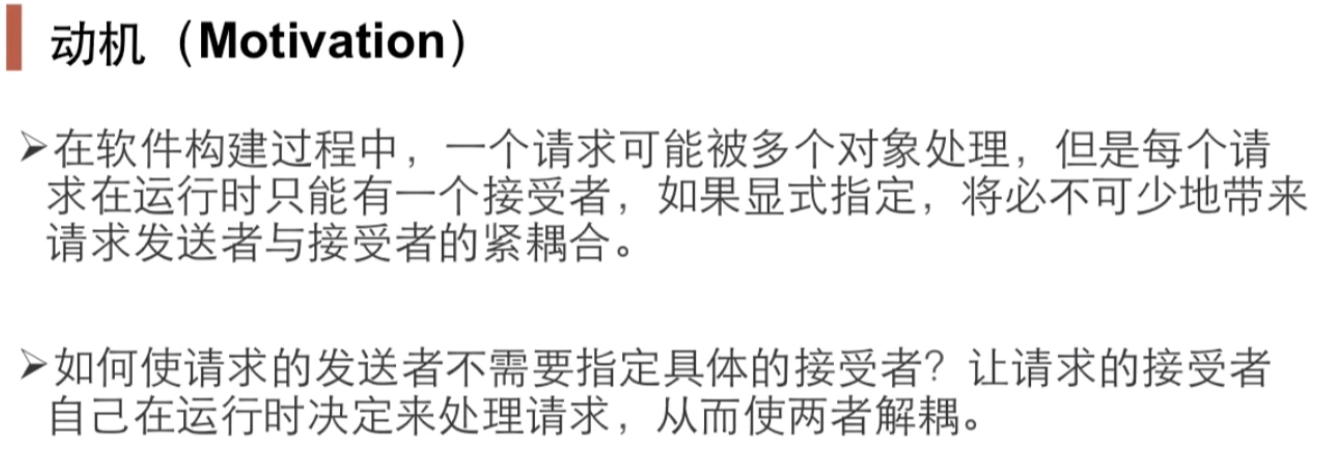 动机（Motivation）
➢在软件构建过程中，一个请求可能被多个对象处理，但是每个请
求在运行时只能有一个接受者，如果显式指定，将必不可少地带来
请求发送者与接受者的紧耦合。
➢如何使请求的发送者不需要指定具体的接受者？让请求的接受者
自己在运行时决定来处理请求，从而使两者解耦。